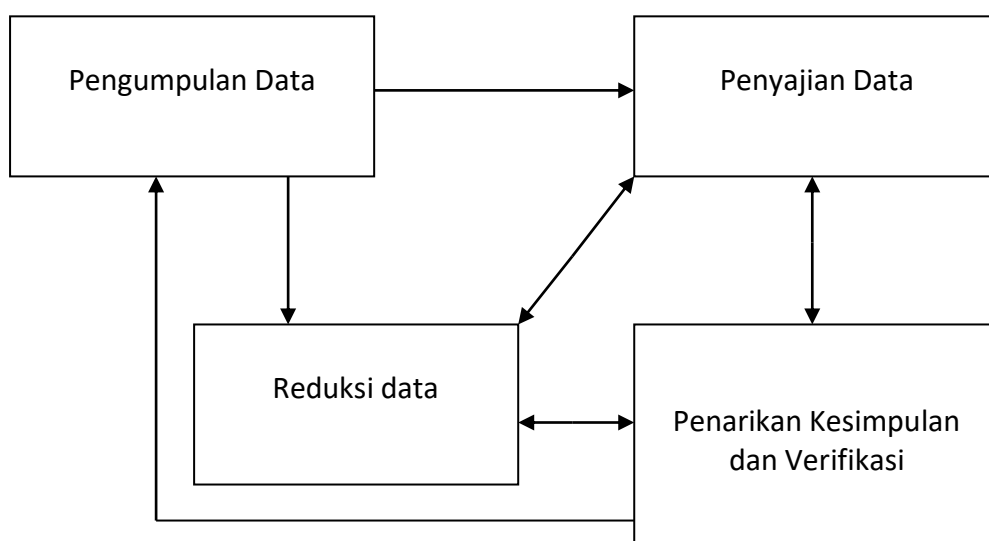 Pengumpulan Data
Penyajian Data
Reduksi data
Penarikan Kesimpulan
dan Verifikasi